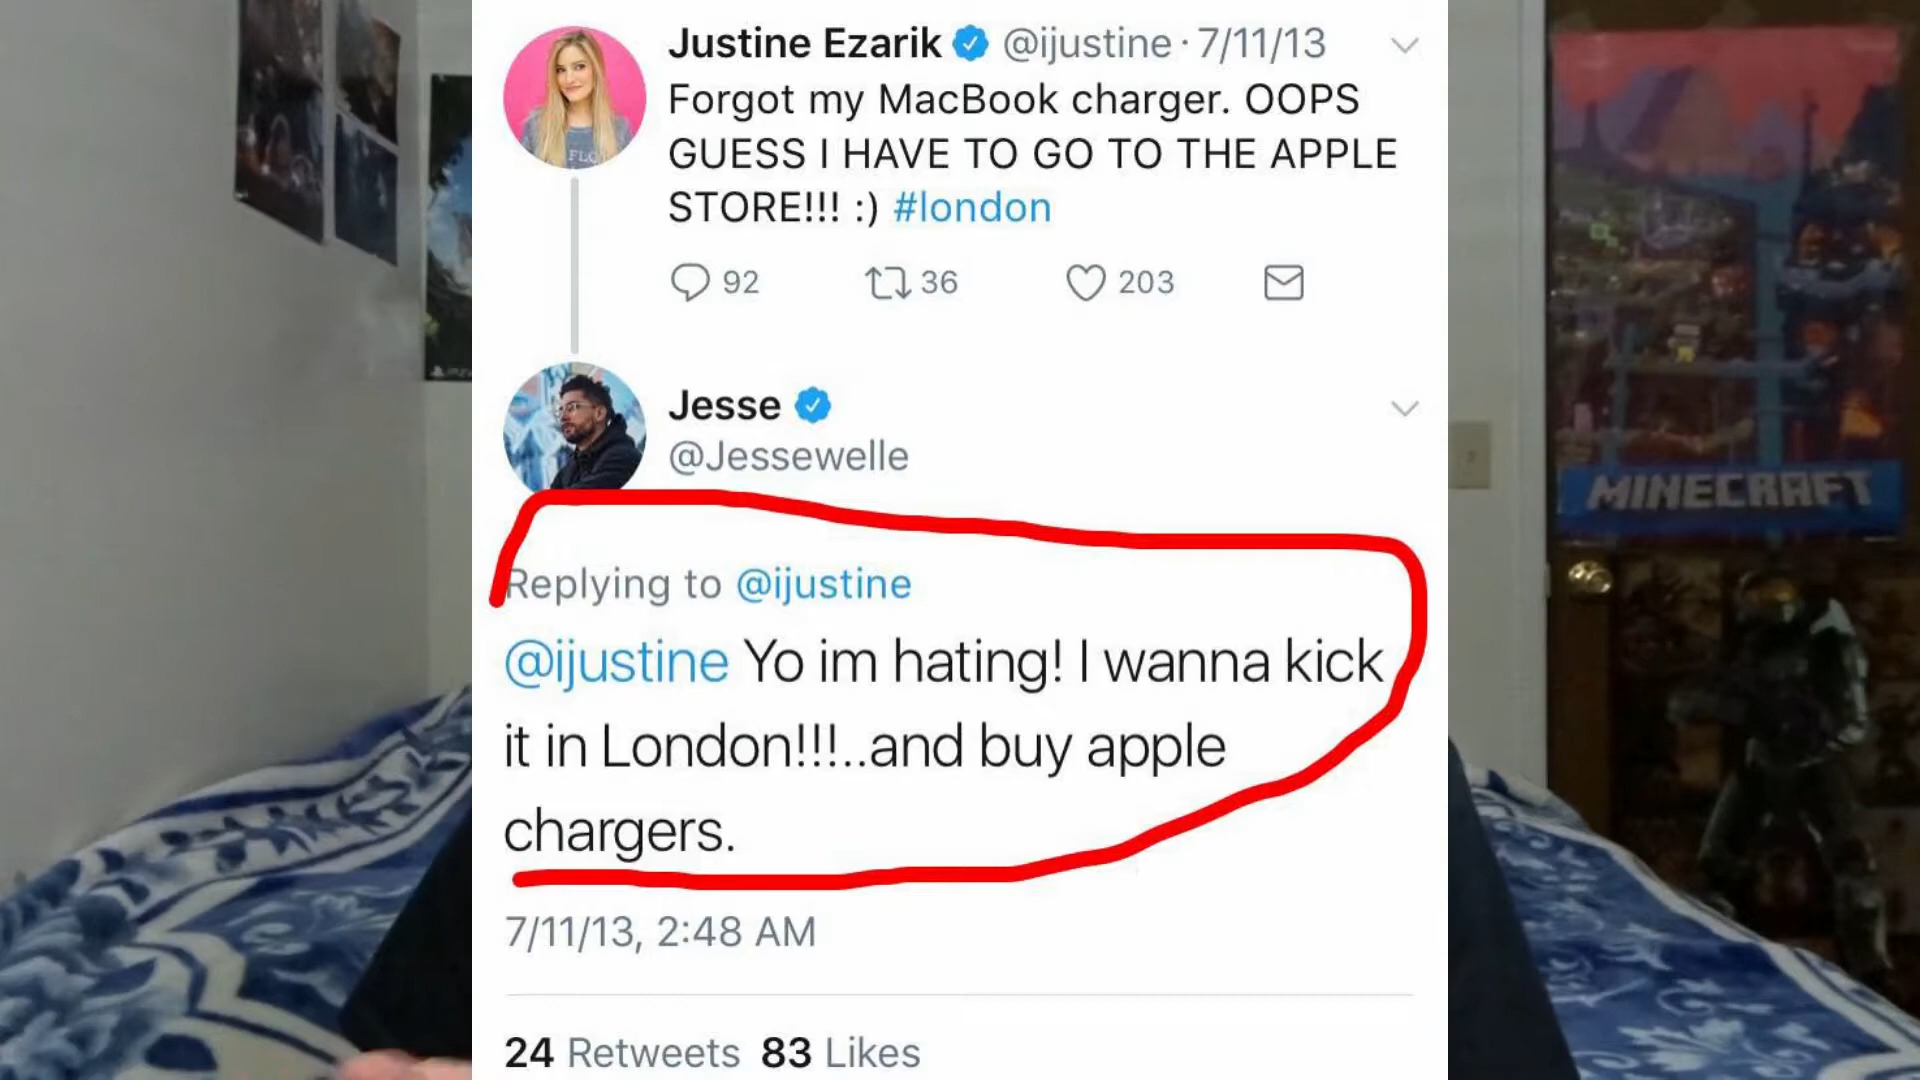 Justine Ezarik @ijustine · 7/11/13
Forgot my MacBook charger. OOPS
GUESS I HAVE TO GO TO THE APPLE
STORE!!! :) #london
92 36 203
Jesse
@Jessewelle
Replying to @ijustine
@ijustine Yo im hating! I wanna kick
it in London!!!..and buy apple
chargers.
7/11/13, 2:48 AM
24 Retweets 83 Likes
MINECRAFT